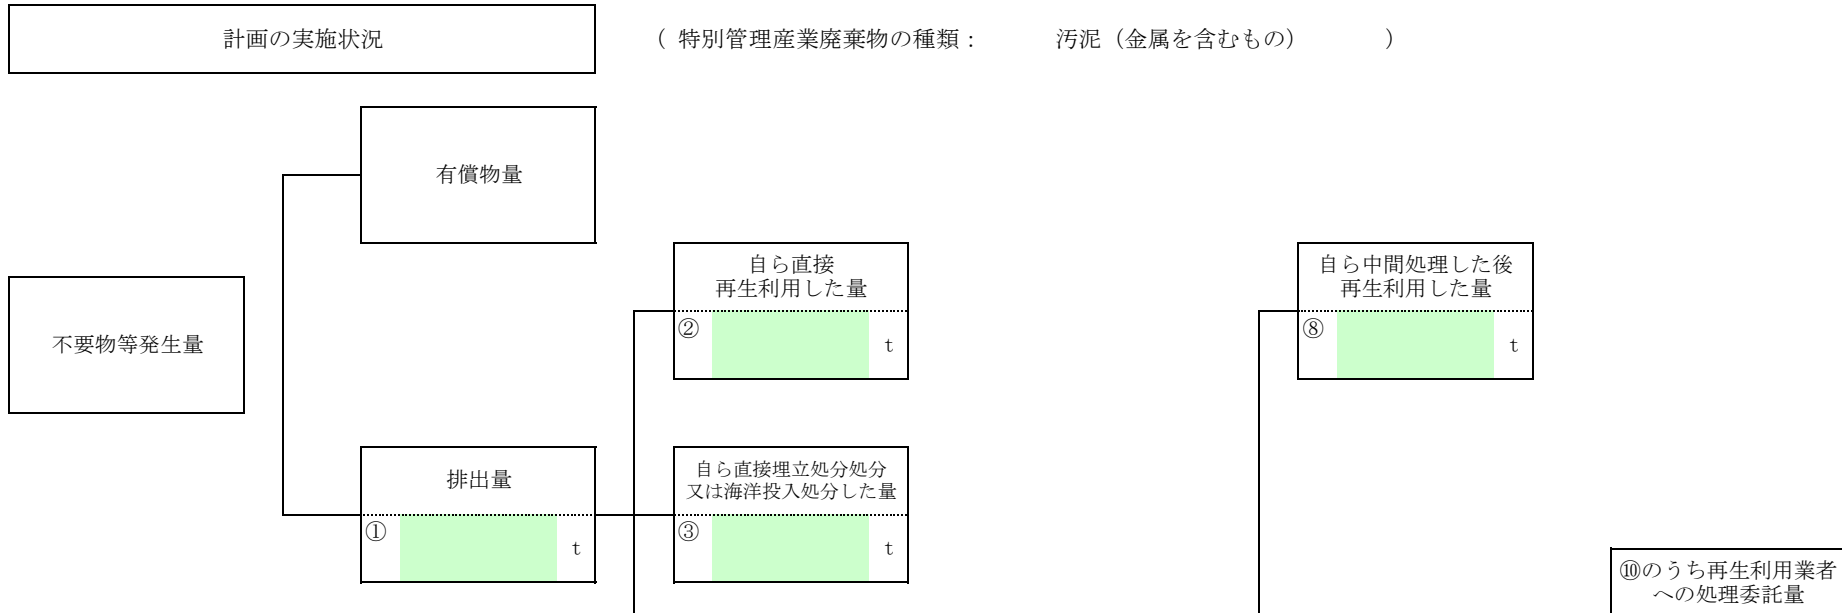 計画の実施状況
（ 特別管理産業廃棄物の種類： 汚泥（金属を含むもの） ）
有償物量
自ら直接
再生利用した量
② t
自ら中間処理した後
再生利用した量
⑧ t
不要物等発生量
排出量
① t
自ら直接埋立処分処分
又は海洋投入処分した量
③ t
⑩のうち再生利用業者
への処理委託量